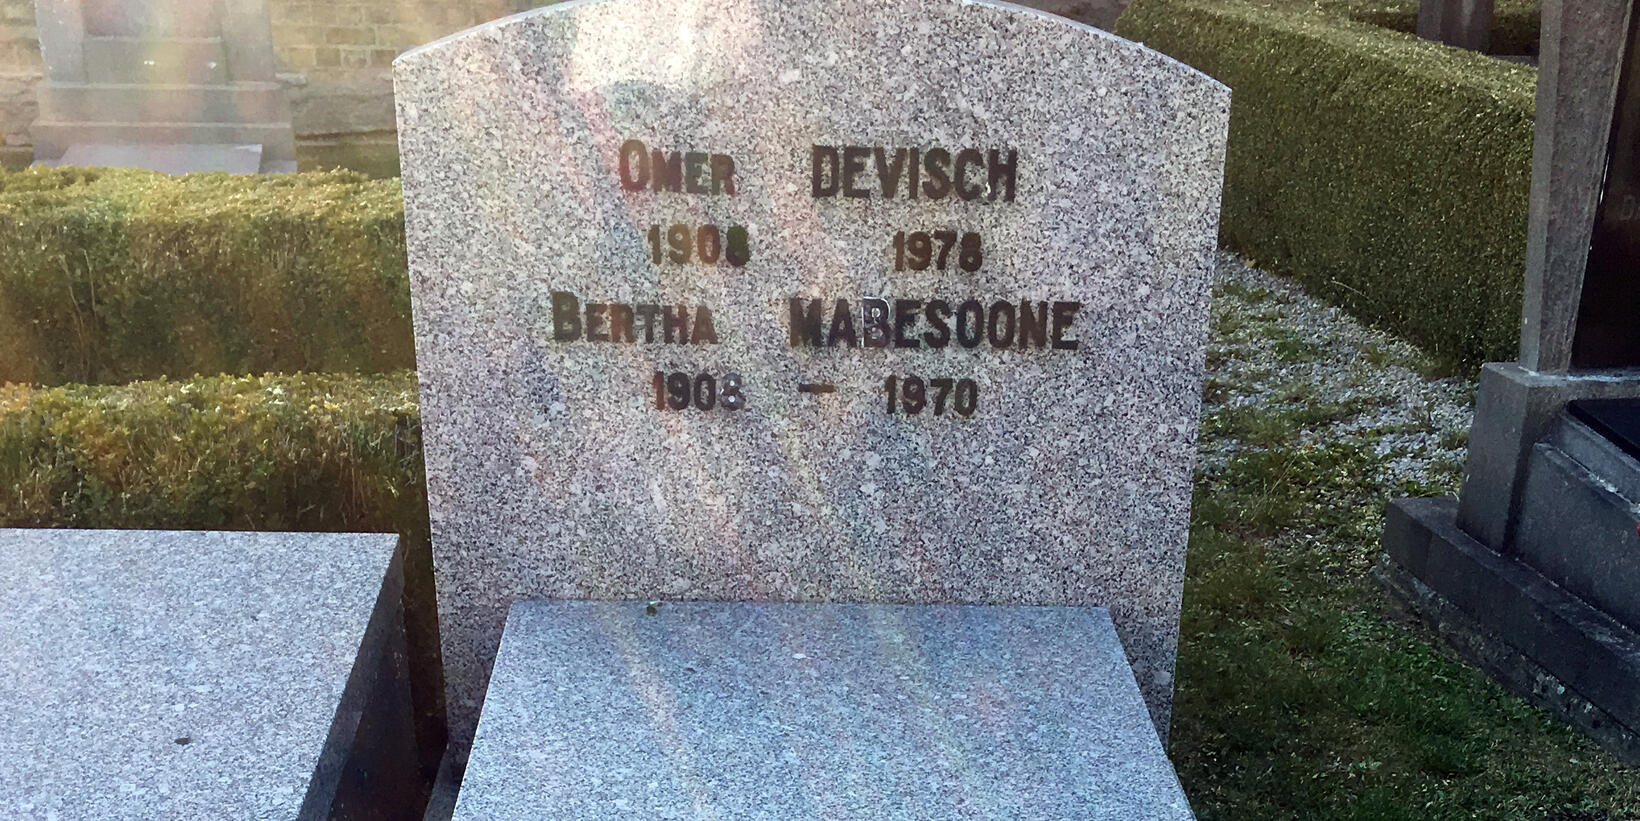 OMER DEVISCH
1908 1978
BERTHA MABESOONE
1908 - 1970